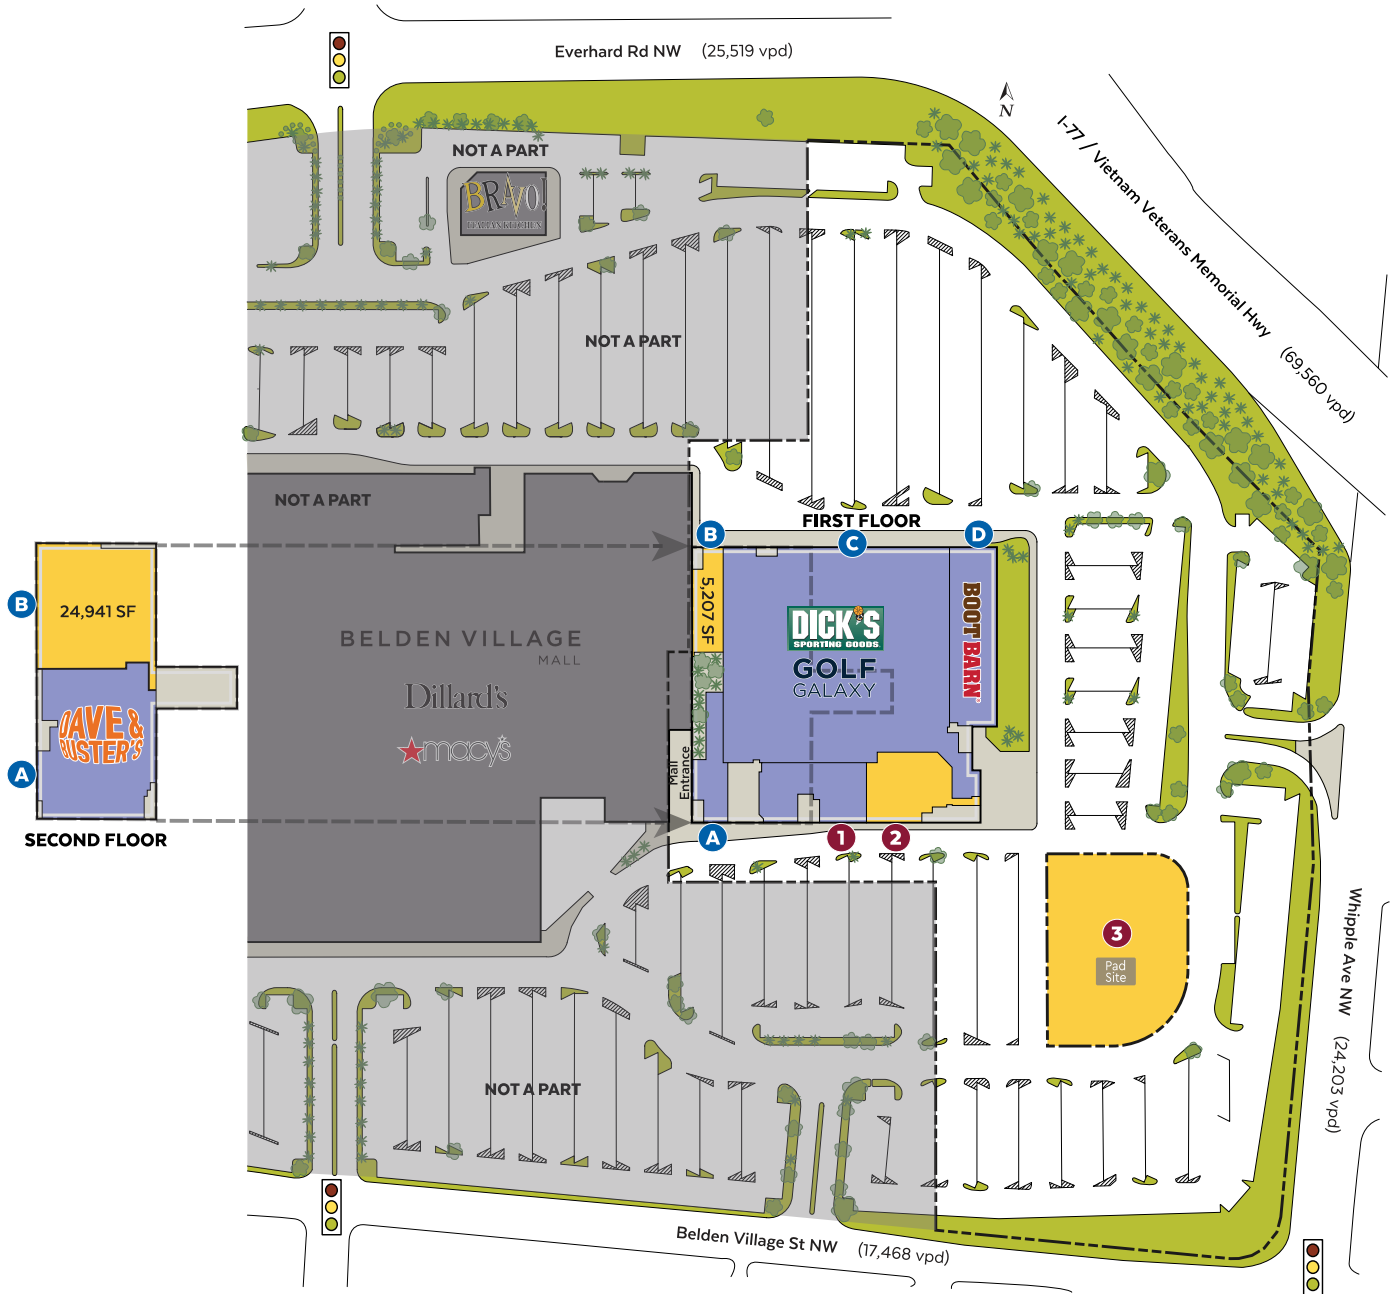 Everhard Rd NW (25,519 vpd)
N
I-77 / Vietnam Veterans Memorial Hwy (69,560 vpd)
NOT A PART
BRAVO!
ITALIAN KITCHEN
NOT A PART
NOT A PART
FIRST FLOOR
B
C
D
B
24,941 SF
5,207 SF
DICK'S
SPORTING GOODS
GOLF
GALAXY
BOOT BARN
BELDEN VILLAGE
MALL
Dillard's
macy's
DAVE &
BUSTER'S
A
Mall
Entrance
SECOND FLOOR
A
1
2
3
Pad
Site
Whipple Ave NW (24,203 vpd)
NOT A PART
Belden Village St NW (17,468 vpd)